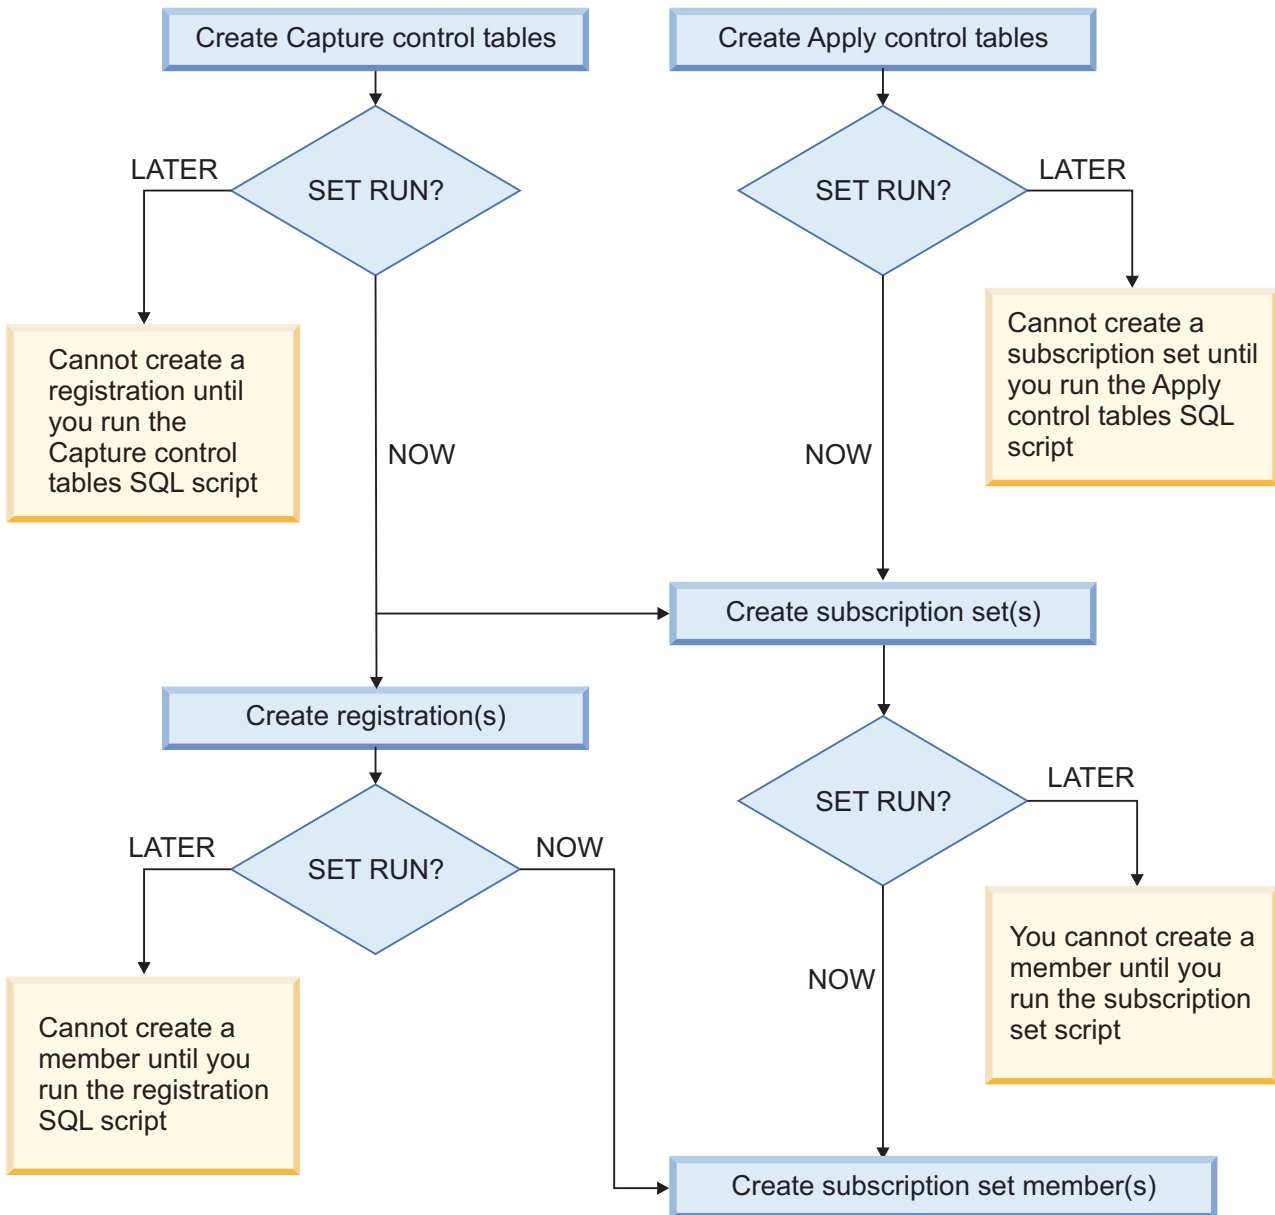 Create Capture control tables
Create Apply control tables
LATER
SET RUN?
SET RUN?
LATER
Cannot create a
registration until
you run the
Capture control
tables SQL script
NOW
NOW
Cannot create a
subscription set until
you run the Apply
control tables SQL
script
Create subscription set(s)
Create registration(s)
LATER
SET RUN?
NOW
SET RUN?
LATER
Cannot create a
member until you
run the registration
SQL script
NOW
You cannot create a
member until you
run the subscription
set script
Create subscription set member(s)